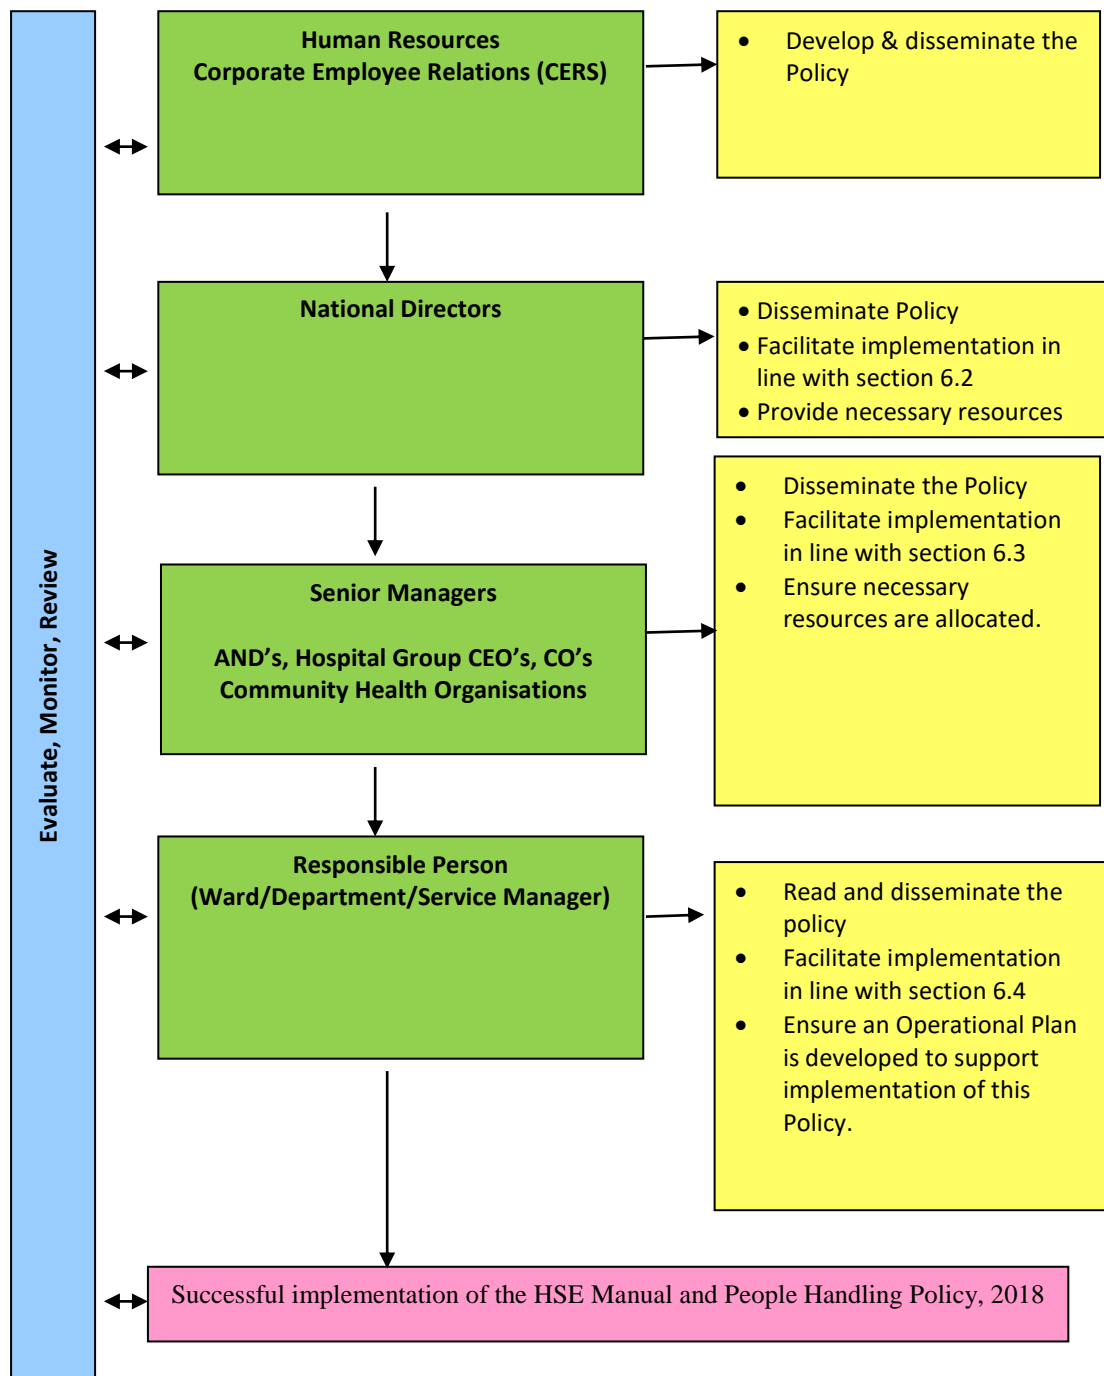 Human Resources
Corporate Employee Relations (CERS)
• Develop & disseminate the
Policy
National Directors
• Disseminate Policy
• Facilitate implementation in
line with section 6.2
• Provide necessary resources
Senior Managers
AND's, Hospital Group CEO's, CO's
Community Health Organisations
• Disseminate the Policy
• Facilitate implementation
in line with section 6.3
• Ensure necessary
resources are allocated.
Evaluate, Monitor, Review
Responsible Person
(Ward/Department/Service Manager)
• Read and disseminate the
policy
• Facilitate implementation
in line with section 6.4
• Ensure an Operational Plan
is developed to support
implementation of this
Policy.
Successful implementation of the HSE Manual and People Handling Policy, 2018